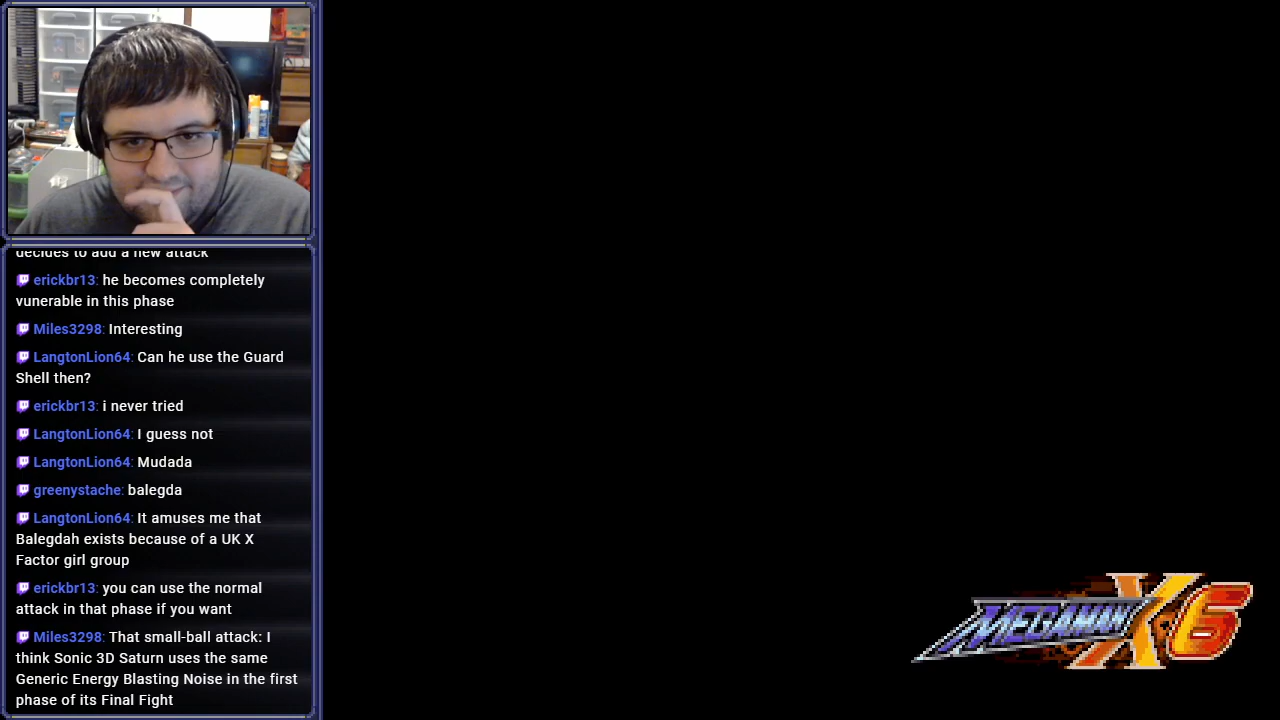 decides to add a new attack
erickbr13: he becomes completely
vunerable in this phase
Miles3298: Interesting
LangtonLion64: Can he use the Guard
Shell then?
erickbr13: i never tried
LangtonLion64: I guess not
LangtonLion64: Mudada
greenystache: balegda
LangtonLion64: It amuses me that
Balegdah exists because of a UK X
Factor girl group
erickbr13: you can use the normal
attack in that phase if you want
Miles3298: That small-ball attack: I
think Sonic 3D Saturn uses the same
Generic Energy Blasting Noise in the first
phase of its Final Fight
MEGAMAN X6